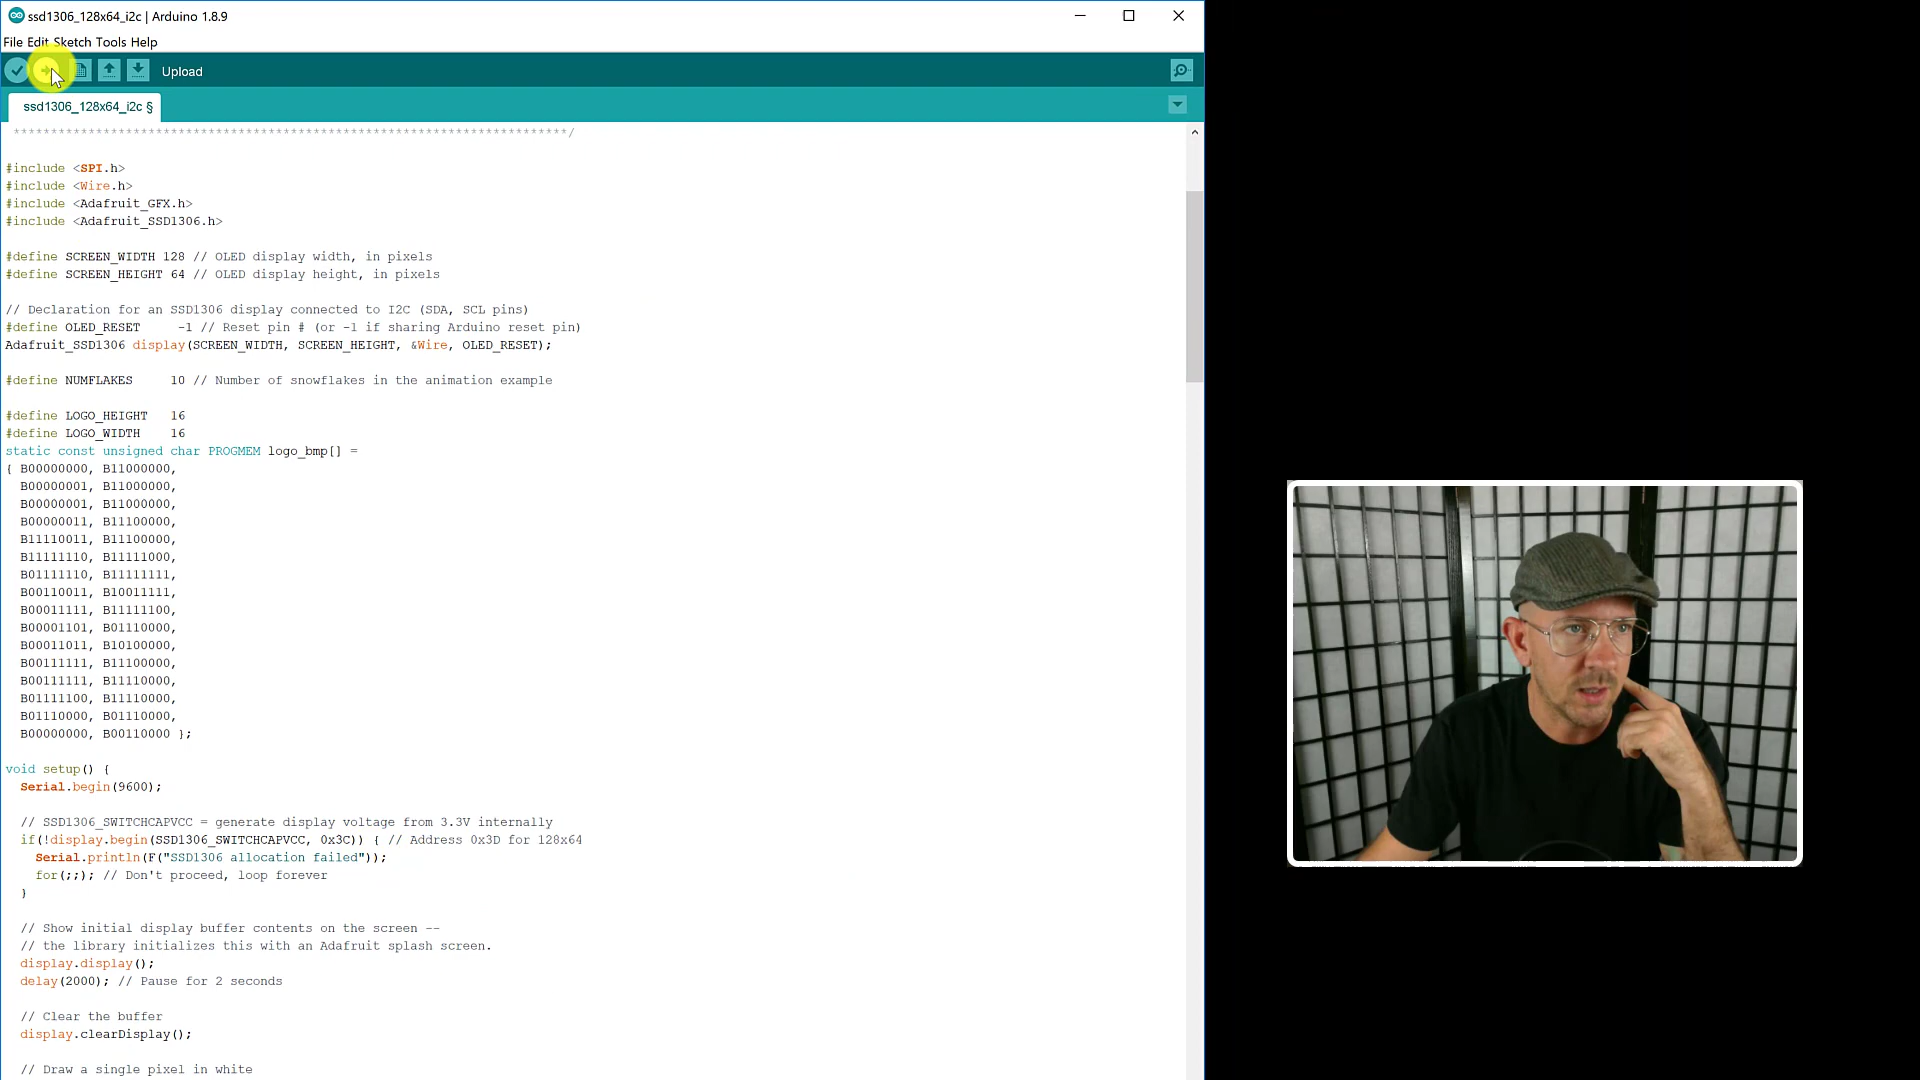 ssd1306_128x64_i2c | Arduino 1.8.9
File Edit Sketch Tools Help
Upload
ssd1306_128x64_i2c §
**************************************************************************/
#include <SPI.h>
#include <Wire.h>
#include <Adafruit_GFX.h>
#include <Adafruit_SSD1306.h>
#define SCREEN_WIDTH 128 // OLED display width, in pixels
#define SCREEN_HEIGHT 64 // OLED display height, in pixels
// Declaration for an SSD1306 display connected to I2C (SDA, SCL pins)
#define OLED_RESET     -1 // Reset pin # (or -1 if sharing Arduino reset pin)
Adafruit_SSD1306 display(SCREEN_WIDTH, SCREEN_HEIGHT, &Wire, OLED_RESET);
#define NUMFLAKES     10 // Number of snowflakes in the animation example
#define LOGO_HEIGHT   16
#define LOGO_WIDTH    16
static const unsigned char PROGMEM logo_bmp[] =
{ B00000000, B11000000,
B00000001, B11000000,
B00000001, B11000000,
B00000011, B11100000,
B11110011, B11100000,
B11111110, B11111000,
B01111110, B11111111,
B00110011, B10011111,
B00011111, B11111100,
B00001101, B01110000,
B00011011, B10100000,
B00111111, B11100000,
B00111111, B11110000,
B01111100, B11110000,
B01110000, B01110000,
B00000000, B00110000 };
void setup() {
Serial.begin(9600);
// SSD1306_SWITCHCAPVCC = generate display voltage from 3.3V internally
if(!display.begin(SSD1306_SWITCHCAPVCC, 0x3C)) { // Address 0x3D for 128x64
Serial.println(F("SSD1306 allocation failed"));
for(;;); // Don't proceed, loop forever
}
// Show initial display buffer contents on the screen --
// the library initializes this with an Adafruit splash screen.
display.display();
delay(2000); // Pause for 2 seconds
// Clear the buffer
display.clearDisplay();
// Draw a single pixel in white